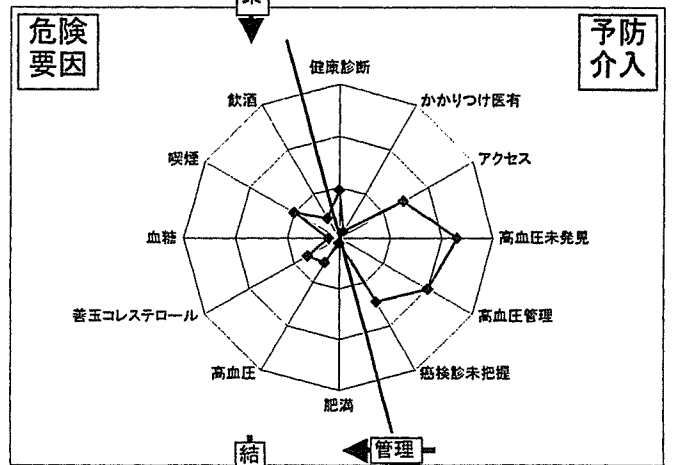 危険
要因
予防
介入
健康診断
飲酒
かかりつけ医有
喫煙
アクセス
血糖
高血圧未発見
善玉コレステロール
高血圧管理
高血圧
癌検診未把握
肥満
結
管理